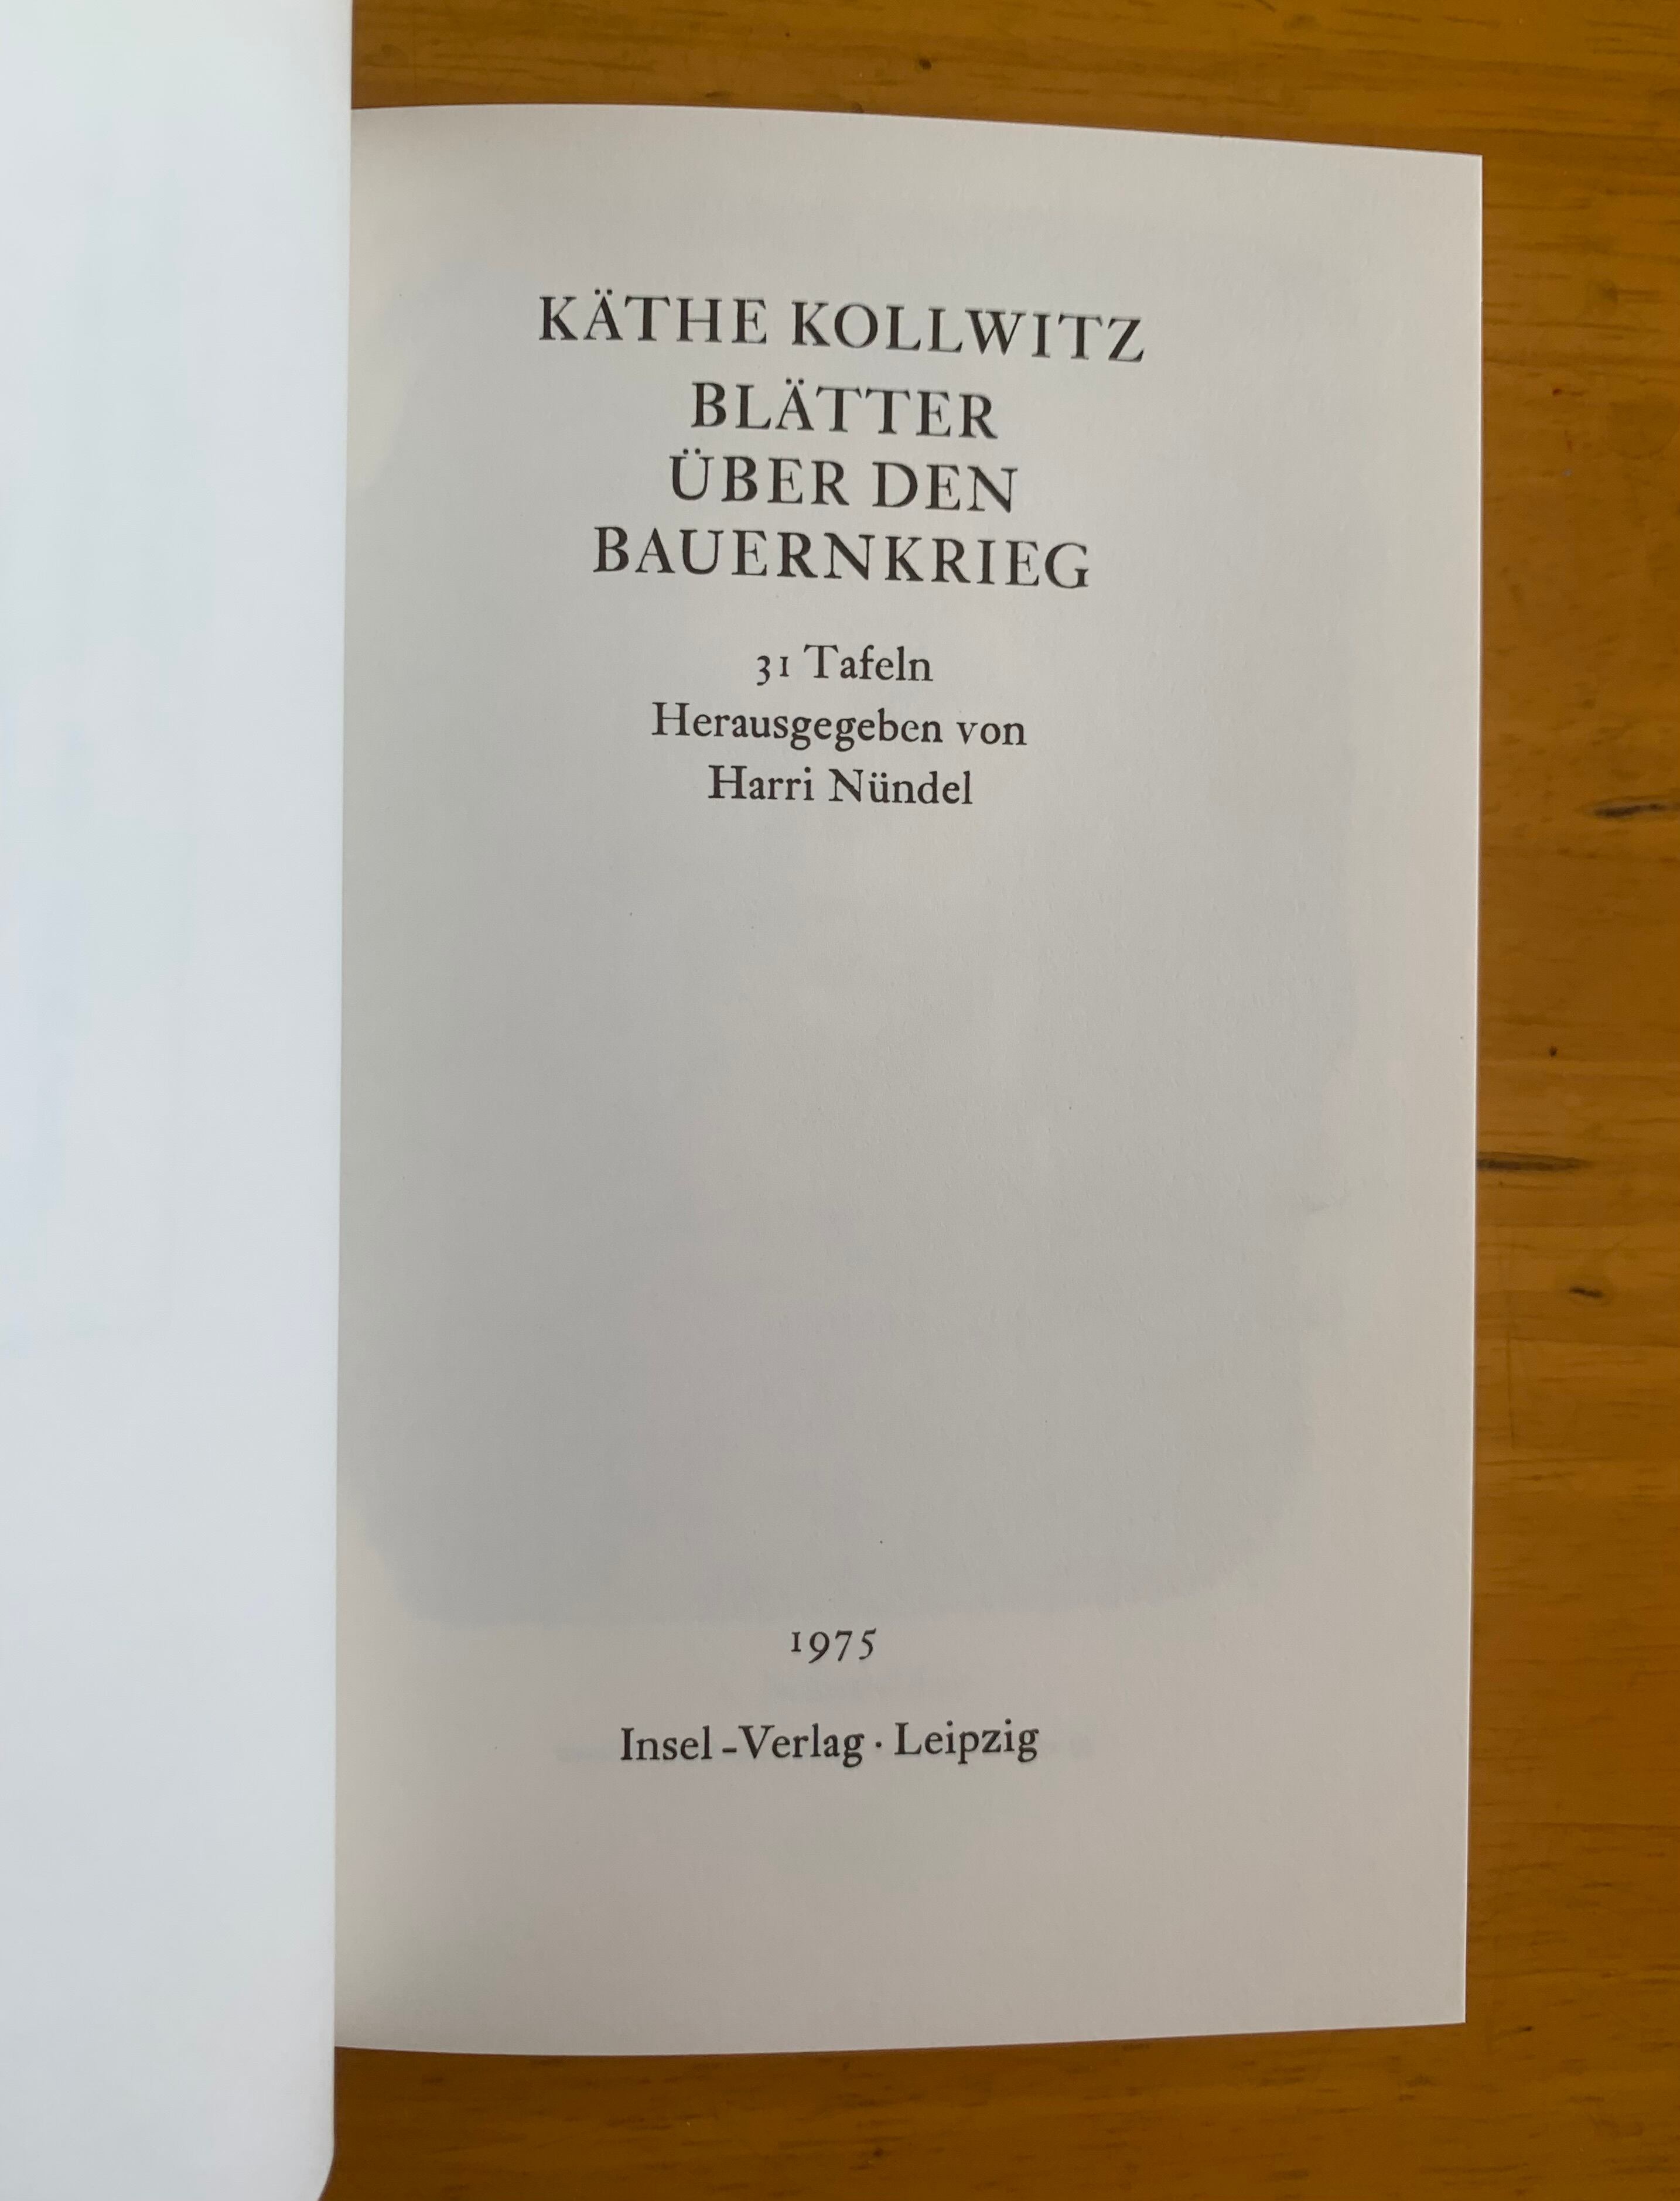 KÄTHE KOLLWITZ
BLÄTTER
ÜBER DEN
BAUERNKRIEG
31 Tafeln
Herausgegeben von
Harri Nündel
1975
Insel-Verlag · Leipzig